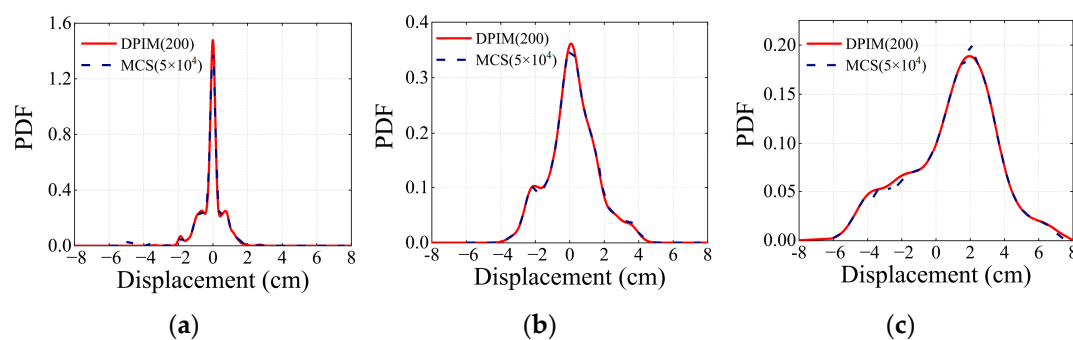 1.6
1.2
0.8
0.4
0.0
PDF
DPIM(200)
MCS(5×10⁴)
−8 −6 −4 −2 0 2 4 6 8
Displacement (cm)
(a)
0.4
0.3
0.2
0.1
0.0
PDF
DPIM(200)
MCS(5×10⁴)
−8 −6 −4 −2 0 2 4 6 8
Displacement (cm)
(b)
0.20
0.15
0.10
0.05
0.00
PDF
DPIM(200)
MCS(5×10⁴)
−8 −6 −4 −2 0 2 4 6 8
Displacement (cm)
(c)